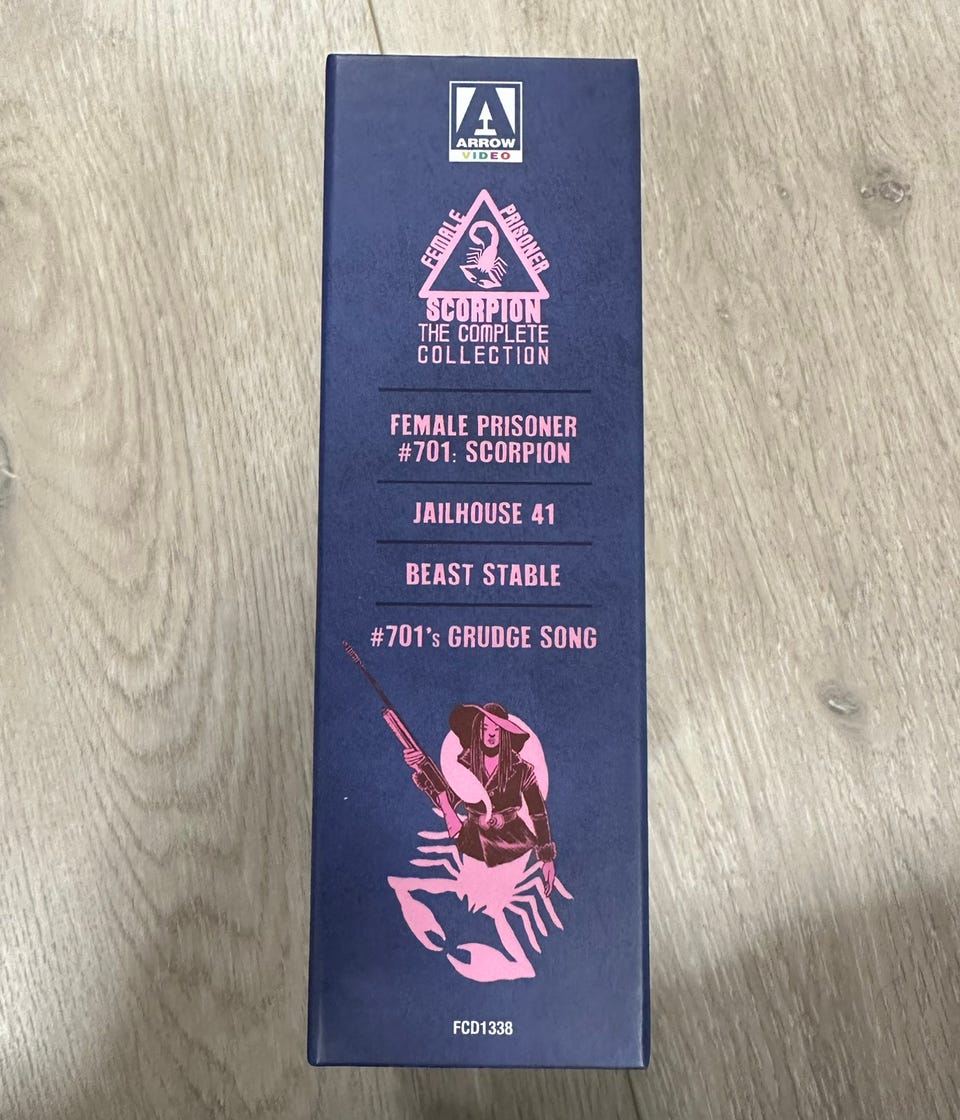 ARROW
VIDEO
FEMALE PRISONER
SCORPION
THE COMPLETE
COLLECTION
FEMALE PRISONER
#701: SCORPION
JAILHOUSE 41
BEAST STABLE
#701's GRUDGE SONG
FCD1338